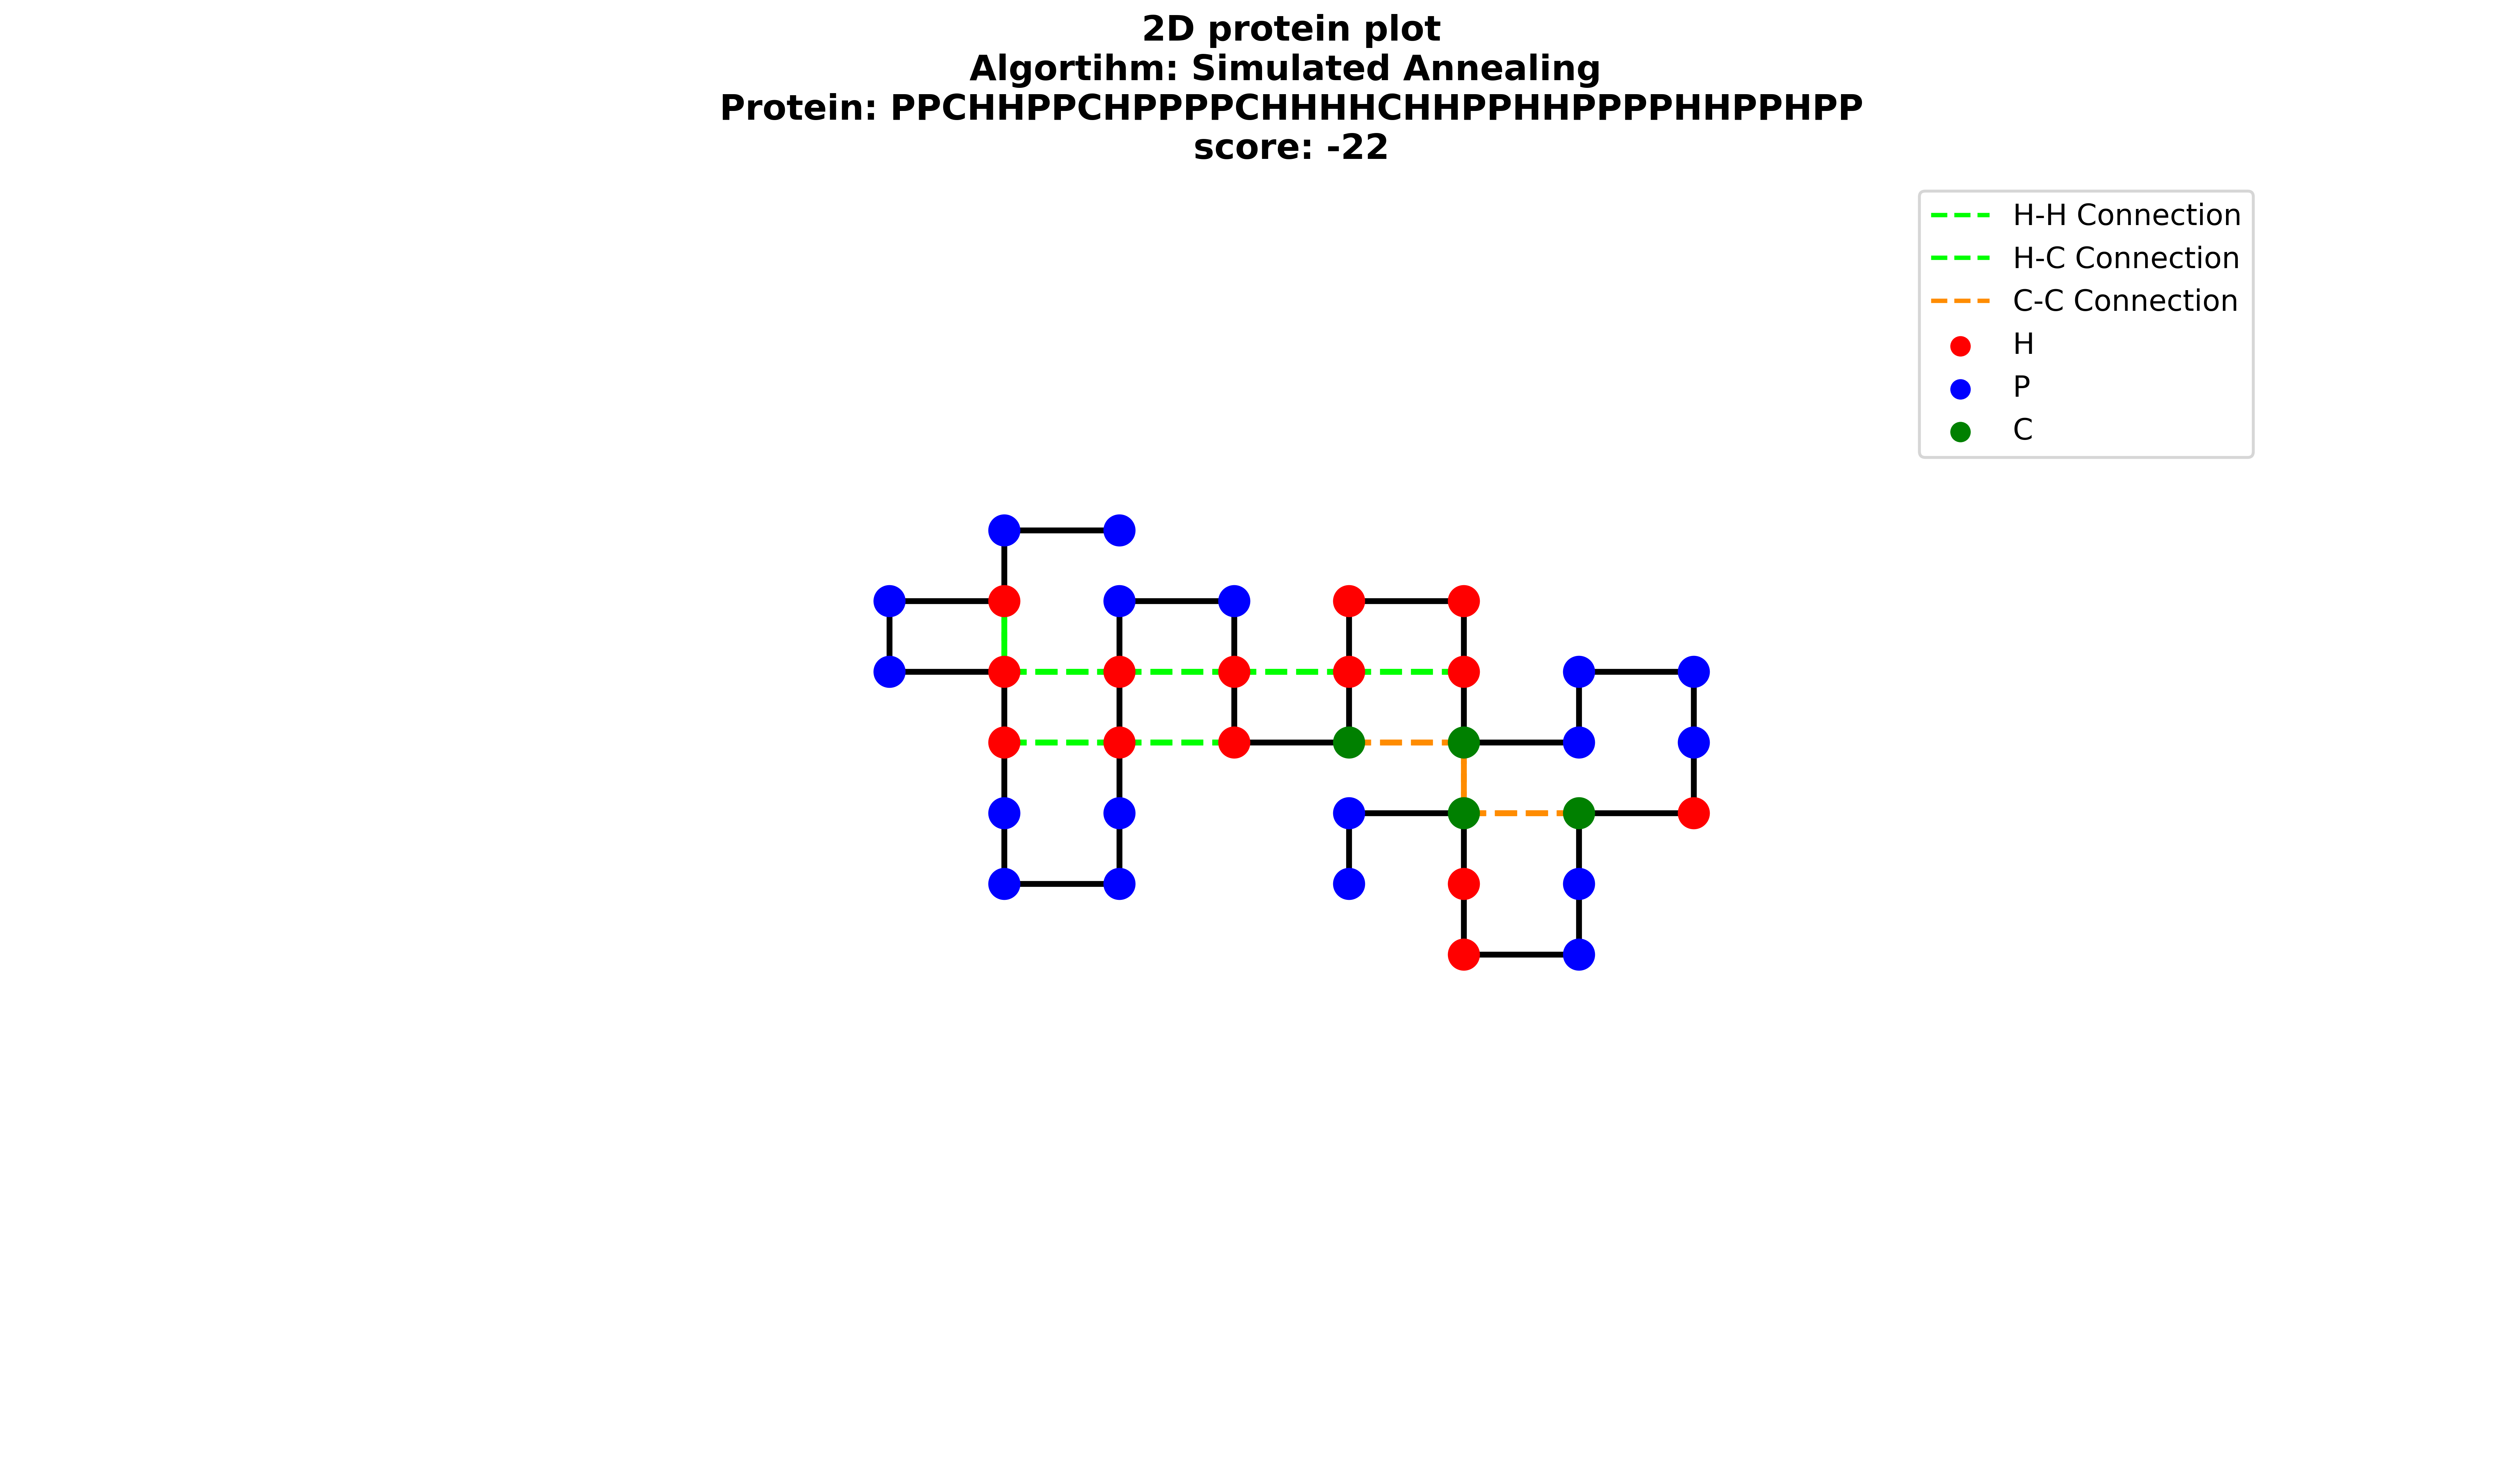 2D protein plot
Algortihm: Simulated Annealing
Protein: PPCHHPPCHPPPPCHHHHCHHPPHHPPPPHHPPHPP
score: -22
H-H Connection
H-C Connection
C-C Connection
H
P
C